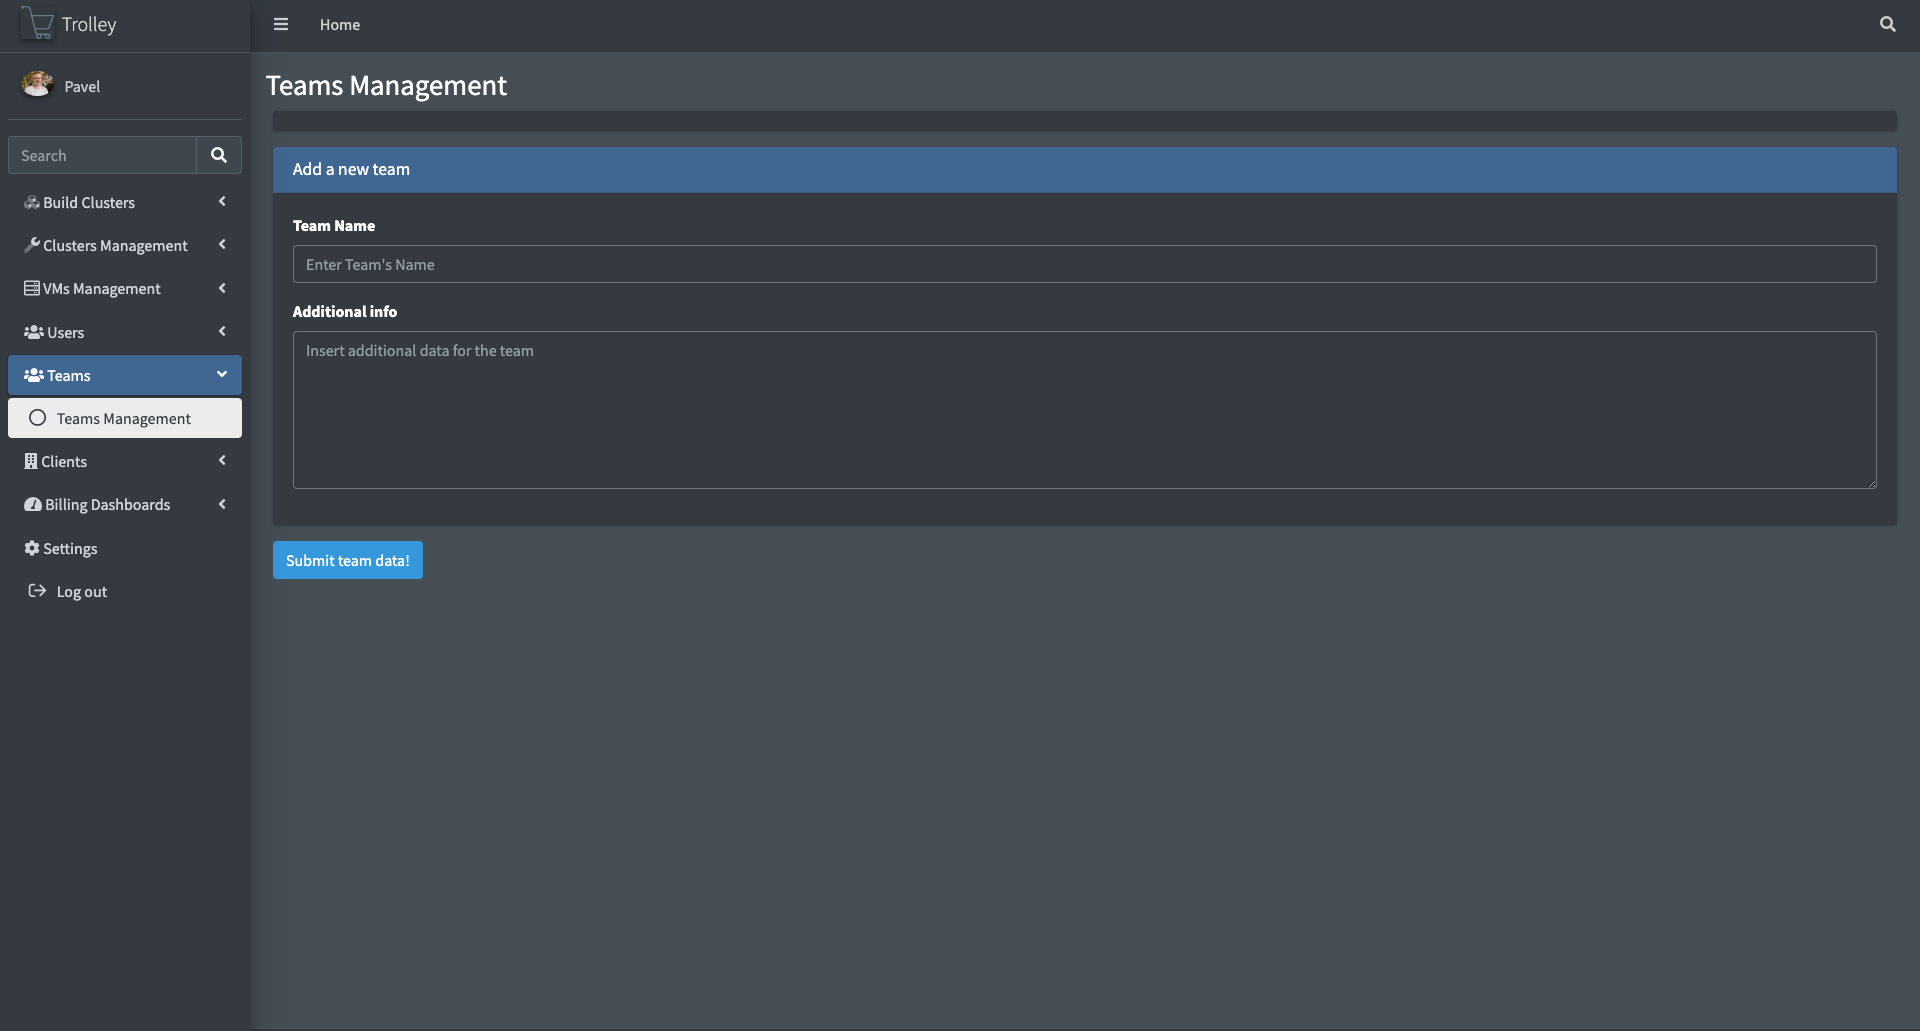 Trolley
Home
Pavel
Search
Build Clusters
Clusters Management
VMs Management
Users
Teams
Teams Management
Clients
Billing Dashboards
Settings
Log out
Teams Management
Add a new team
Team Name
Enter Team's Name
Additional info
Insert additional data for the team
Submit team data!